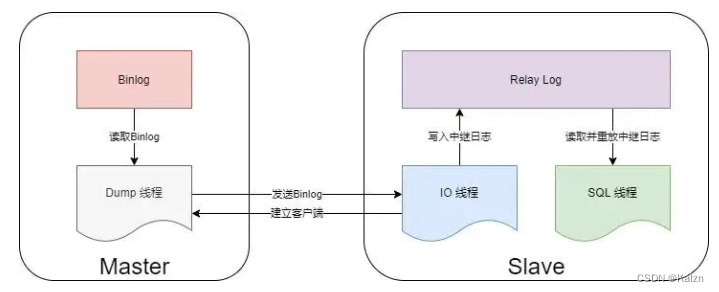 Binlog
Relay Log
读取Binlog
写入中继日志
读取并重放中继日志
Dump 线程
发送Binlog
建立客户端
IO 线程
SQL 线程
Master
Slave
CSDN @Kalzn